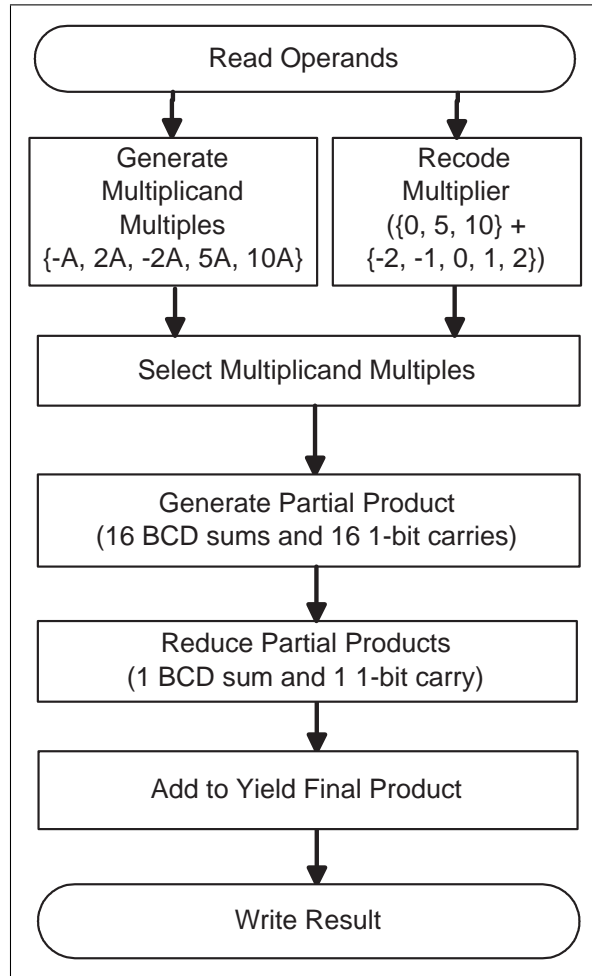 Read Operands
Generate
Multiplicand
Multiples
{-A, 2A, -2A, 5A, 10A}
Recode
Multiplier
({0, 5, 10} +
{-2, -1, 0, 1, 2})
Select Multiplicand Multiples
Generate Partial Product
(16 BCD sums and 16 1-bit carries)
Reduce Partial Products
(1 BCD sum and 1 1-bit carry)
Add to Yield Final Product
Write Result